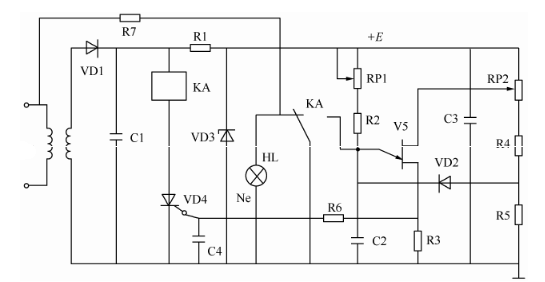 R7
R1
+E
VD1
KA
RP1
RP2
KA
R2
V5
C3
C1
VD3
R4
HL
VD2
Ne
VD4
R6
R5
C4
C2
R3